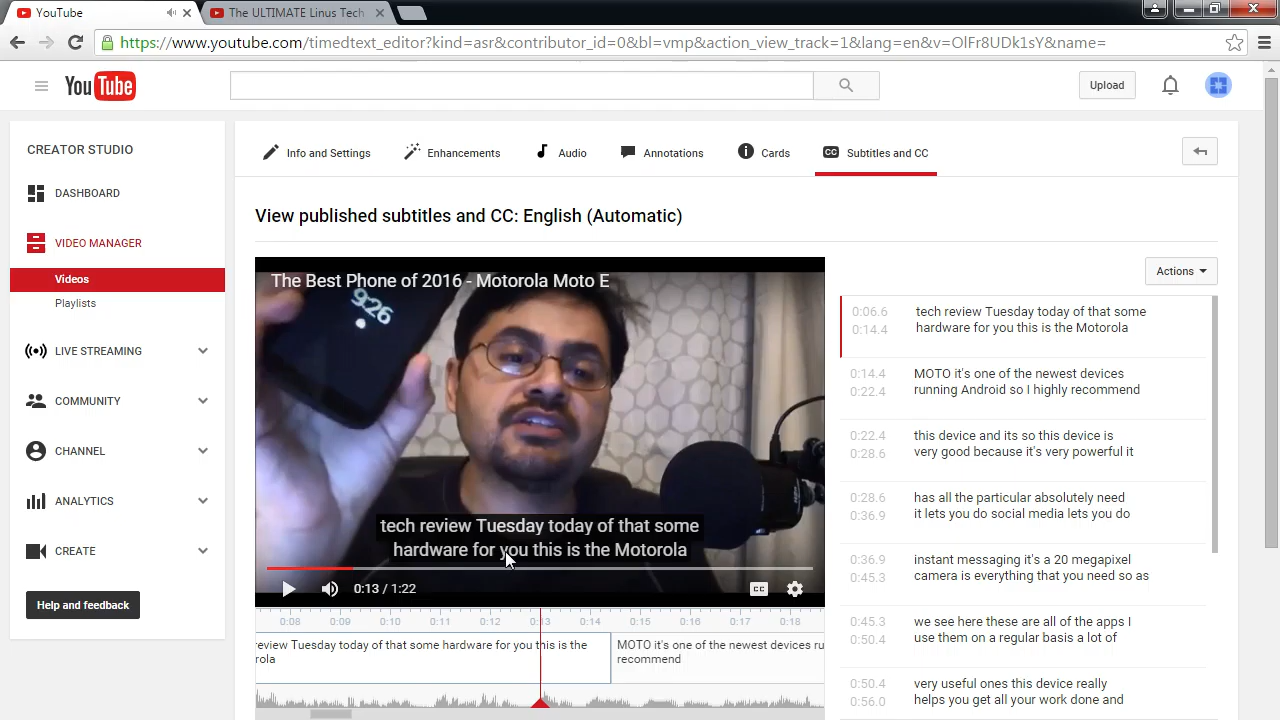 YouTube
The ULTIMATE Linus Tech
https://www.youtube.com/timedtext_editor?kind=asr&contributor_id=0&bl=vmp&action_view_track=1&lang=en&v=OlFr8UDk1sY&name=
YouTube
Upload
CREATOR STUDIO
DASHBOARD
VIDEO MANAGER
Videos
Playlists
LIVE STREAMING
COMMUNITY
CHANNEL
ANALYTICS
CREATE
Help and feedback
Info and Settings
Enhancements
Audio
Annotations
Cards
CC Subtitles and CC
View published subtitles and CC: English (Automatic)
The Best Phone of 2016 - Motorola Moto E
9:26
tech review Tuesday today of that some
hardware for you this is the Motorola
0:13 / 1:22
CC
0:08 0:09 0:10 0:11 0:12 0:13 0:14 0:15 0:16 0:17 0:18
eview Tuesday today of that some hardware for you this is the
rola
MOTO it's one of the newest devices ru
recommend
Actions
0:06.6 tech review Tuesday today of that some
0:14.4 hardware for you this is the Motorola
0:14.4 MOTO it's one of the newest devices
0:22.4 running Android so I highly recommend
0:22.4 this device and its so this device is
0:28.6 very good because it's very powerful it
0:28.6 has all the particular absolutely need
0:36.9 it lets you do social media lets you do
0:36.9 instant messaging it's a 20 megapixel
0:45.3 camera is everything that you need so as
0:45.3 we see here these are all of the apps I
0:50.4 use them on a regular basis a lot of
0:50.4 very useful ones this device really
0:56.0 helps you get all your work done and